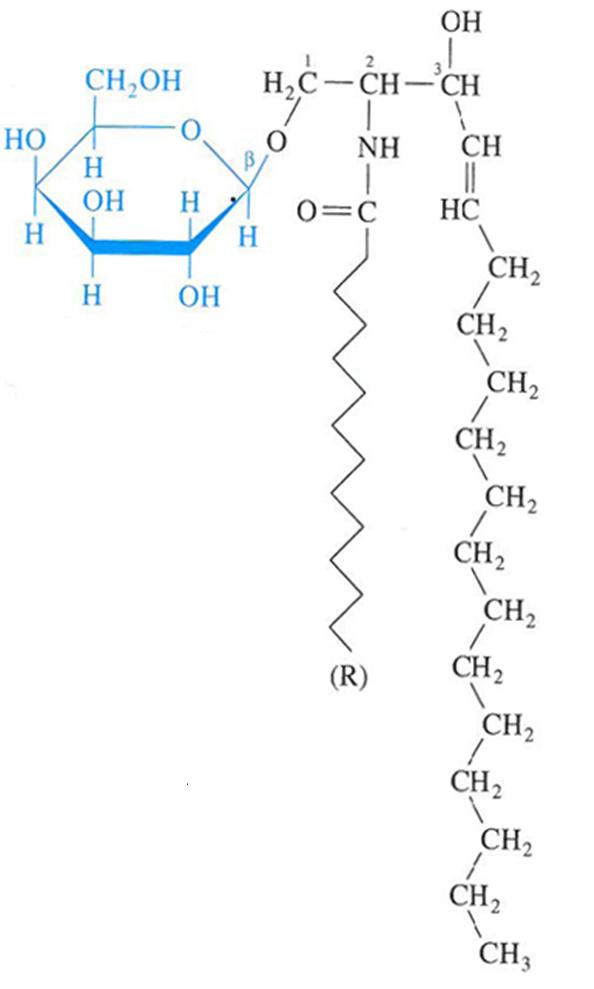 OH
1 2 3
CH₂OH H₂C CH CH
HO O O NH CH
β
H
OH H O=C HC
H H
H OH CH₂
CH₂
CH₂
CH₂
CH₂
CH₂
CH₂
CH₂
(R)
CH₂
CH₂
CH₂
CH₂
CH₃